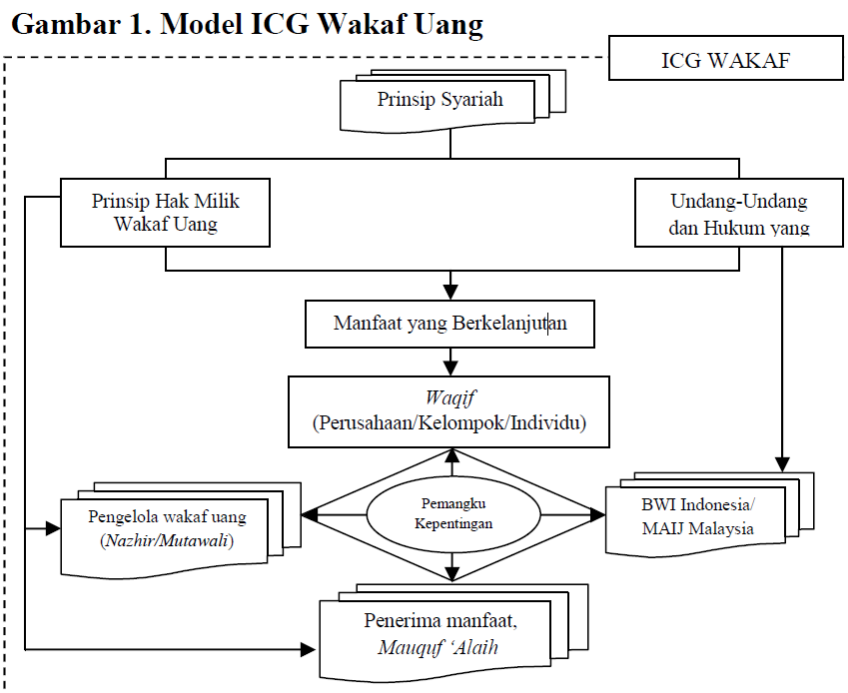 Gambar 1. Model ICG Wakaf Uang
ICG WAKAF
Prinsip Syariah
Prinsip Hak Milik
Wakaf Uang
Undang-Undang
dan Hukum yang
Manfaat yang Berkelanjutan
Waqif
(Perusahaan/Kelompok/Individu)
Pengelola wakaf uang
(Nazhir/Mutawali)
Pemangku
Kepentingan
BWI Indonesia/
MAIJ Malaysia
Penerima manfaat,
Mauquf ‘Alaih